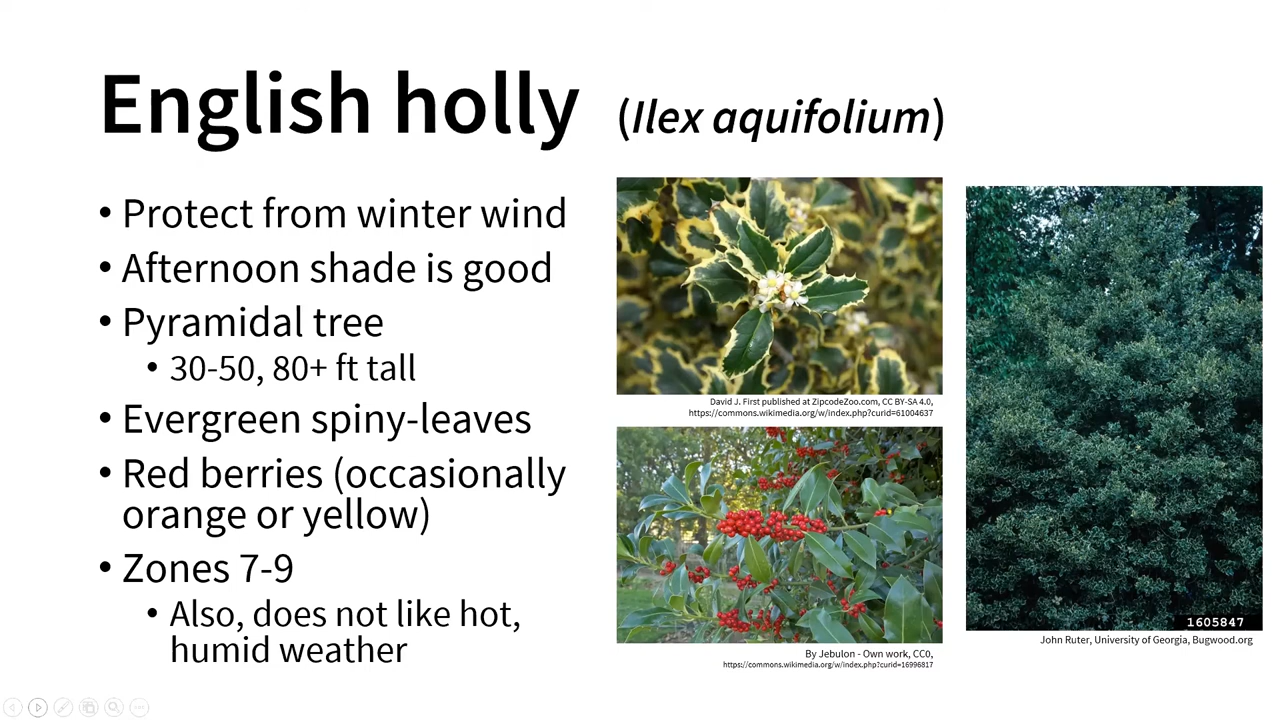 English holly (Ilex aquifolium)
• Protect from winter wind
• Afternoon shade is good
• Pyramidal tree
• 30-50, 80+ ft tall
• Evergreen spiny-leaves
• Red berries (occasionally
orange or yellow)
• Zones 7-9
• Also, does not like hot,
humid weather
David J. First published at ZipcodeZoo.com, CC BY-SA 4.0,
https://commons.wikimedia.org/w/index.php?curid=61004637
By Jebulon - Own work, CC0,
https://commons.wikimedia.org/w/index.php?curid=16996817
1605847
John Ruter, University of Georgia, Bugwood.org